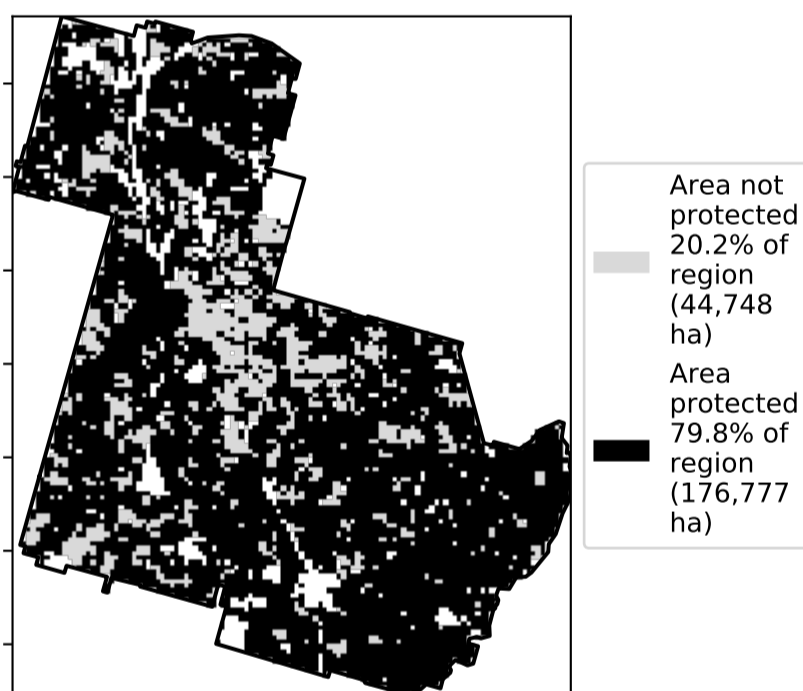 Area not
protected
20.2% of
region
(44,748
ha)
Area
protected
79.8% of
region
(176,777
ha)